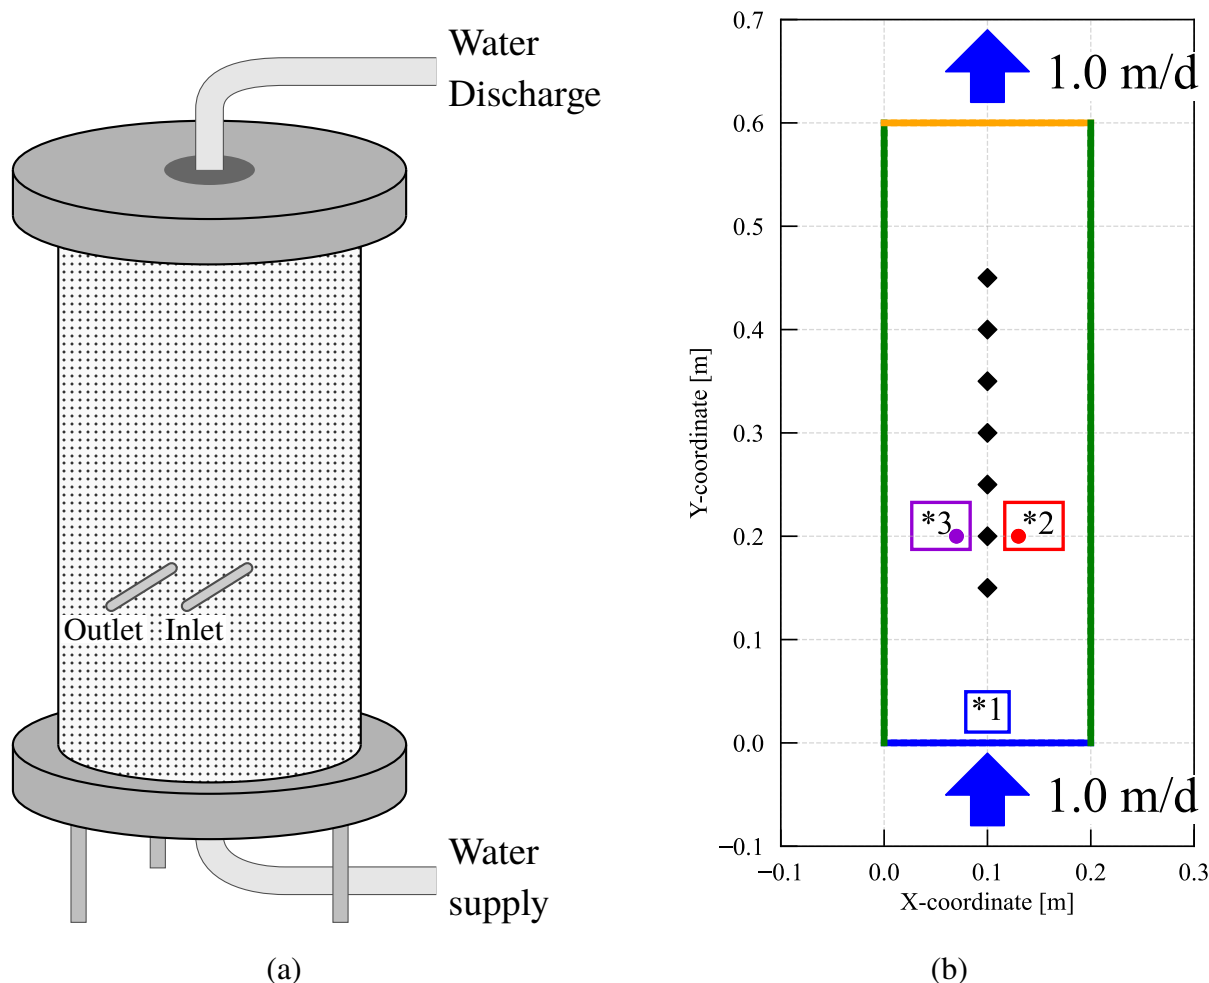 Water
Discharge
Outlet Inlet
Water
supply
(a)
0.7
0.6
0.5
0.4
0.3
0.2
0.1
0.0
−0.1
Y-coordinate [m]
1.0 m/d
*3
*2
*1
1.0 m/d
−0.1 0.0 0.1 0.2 0.3
X-coordinate [m]
(b)